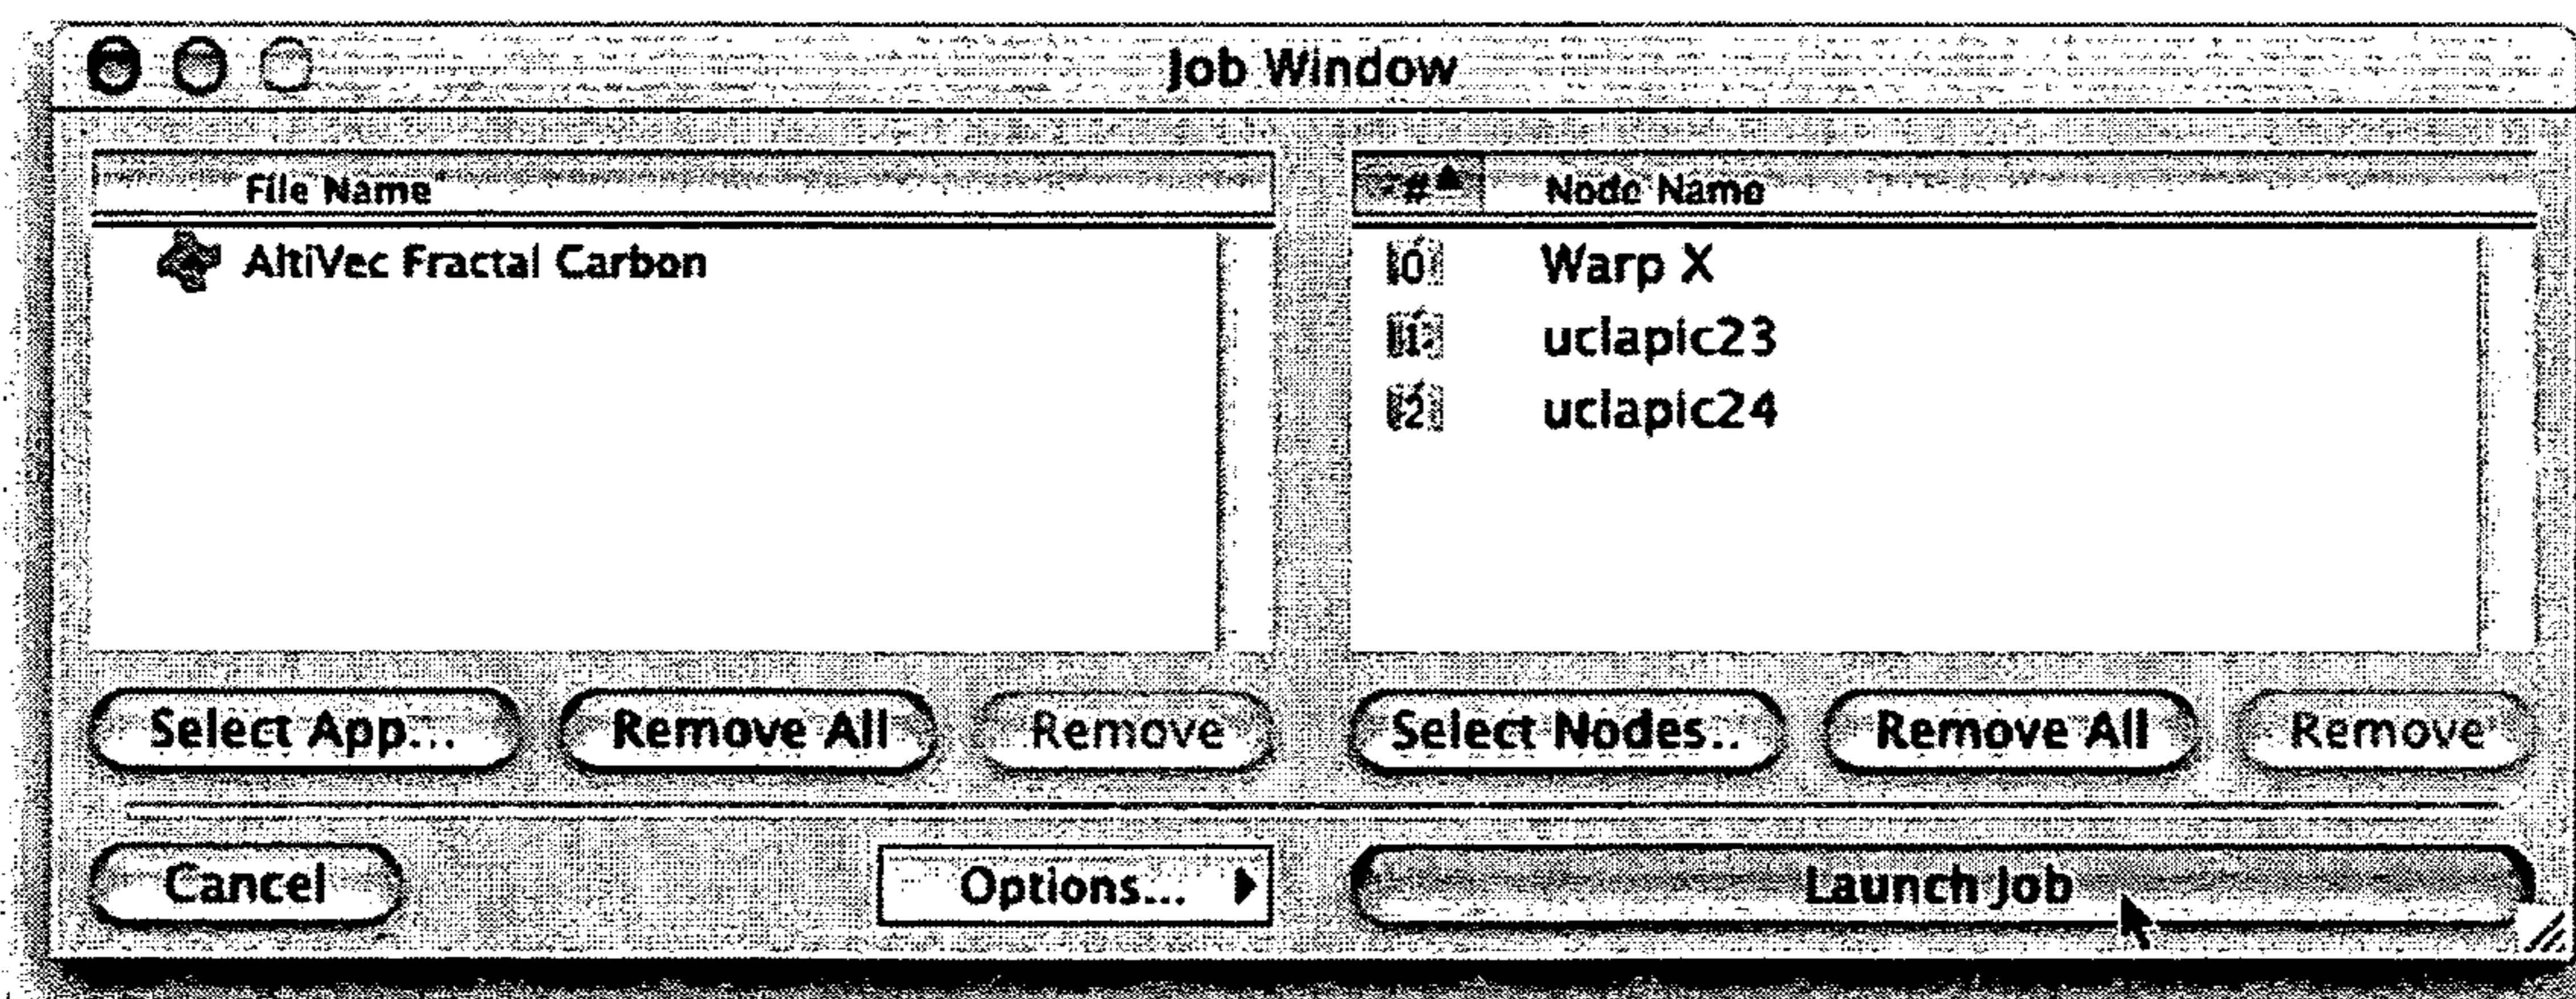 Job Window
File Name
AltiVec Fractal Carbon
# Node Name
0 Warp X
1 uclapic23
2 uclapic24
Select App... Remove All Remove Select Nodes... Remove All Remove
Cancel Options... Launch Job